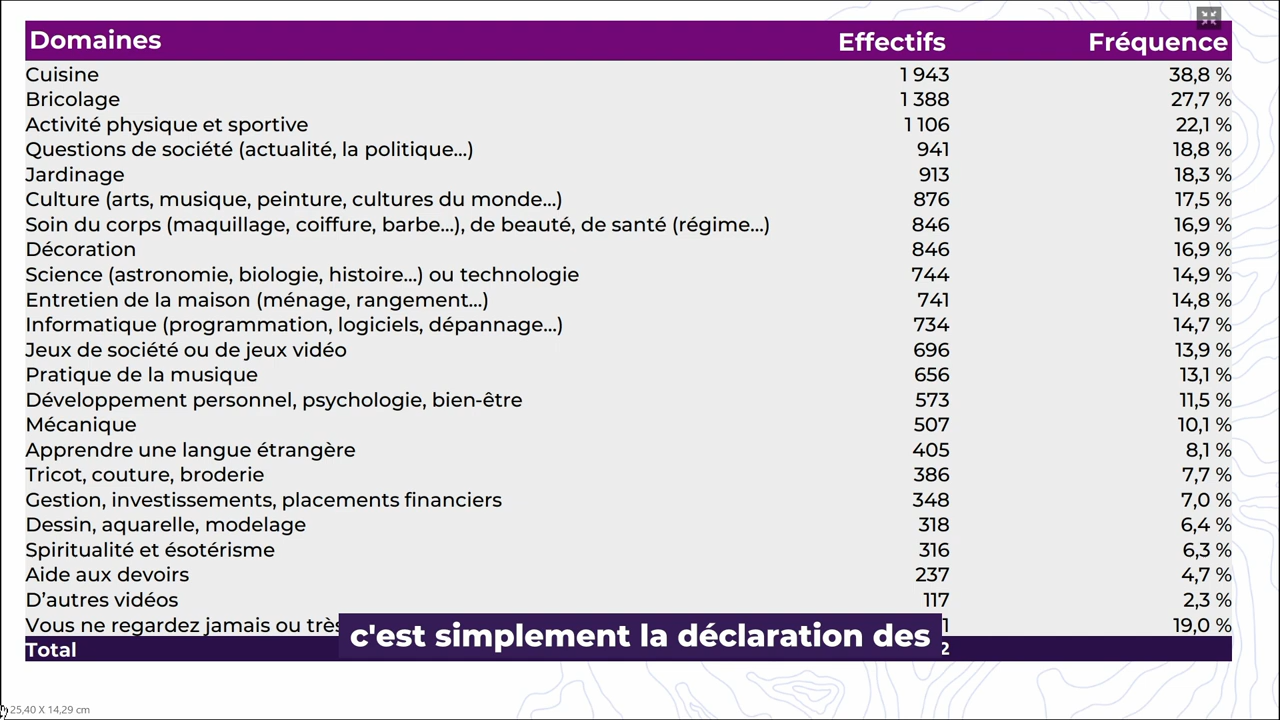 Domaines Effectifs Fréquence
Cuisine 1 943 38,8 %
Bricolage 1 388 27,7 %
Activité physique et sportive 1 106 22,1 %
Questions de société (actualité, la politique...) 941 18,8 %
Jardinage 913 18,3 %
Culture (arts, musique, peinture, cultures du monde...) 876 17,5 %
Soin du corps (maquillage, coiffure, barbe...), de beauté, de santé (régime...) 846 16,9 %
Décoration 846 16,9 %
Science (astronomie, biologie, histoire...) ou technologie 744 14,9 %
Entretien de la maison (ménage, rangement...) 741 14,8 %
Informatique (programmation, logiciels, dépannage...) 734 14,7 %
Jeux de société ou de jeux vidéo 696 13,9 %
Pratique de la musique 656 13,1 %
Développement personnel, psychologie, bien-être 573 11,5 %
Mécanique 507 10,1 %
Apprendre une langue étrangère 405 8,1 %
Tricot, couture, broderie 386 7,7 %
Gestion, investissements, placements financiers 348 7,0 %
Dessin, aquarelle, modelage 318 6,4 %
Spiritualité et ésotérisme 316 6,3 %
Aide aux devoirs 237 4,7 %
D’autres vidéos 117 2,3 %
Vous ne regardez jamais ou très 19,0 %
c'est simplement la déclaration des
Total
25,40 X 14,29 cm